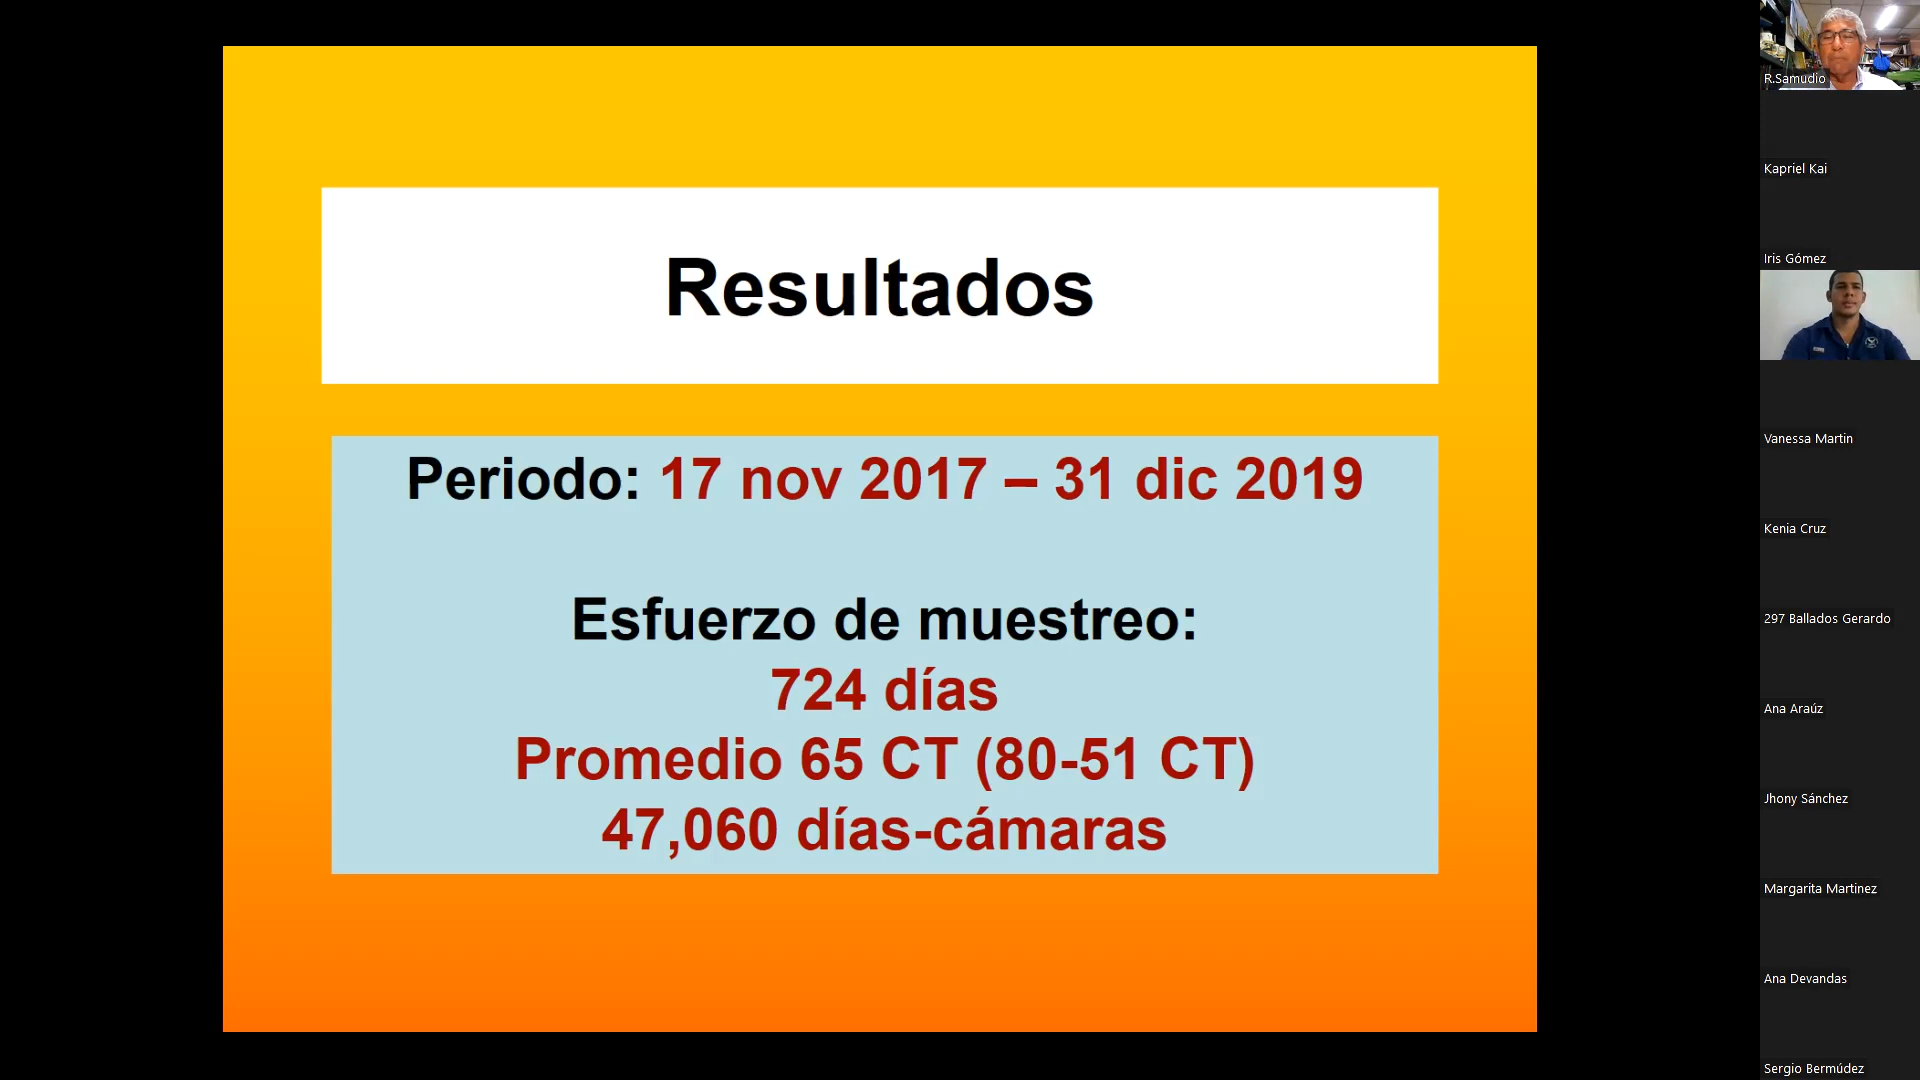 Resultados
Periodo: 17 nov 2017 – 31 dic 2019
Esfuerzo de muestreo:
724 días
Promedio 65 CT (80-51 CT)
47,060 días-cámaras
R.Samudio
Kapriel Kai
Iris Gómez
Vanessa Martin
Kenia Cruz
297 Ballados Gerardo
Ana Araúz
Jhony Sánchez
Margarita Martinez
Ana Devandas
Sergio Bermúdez